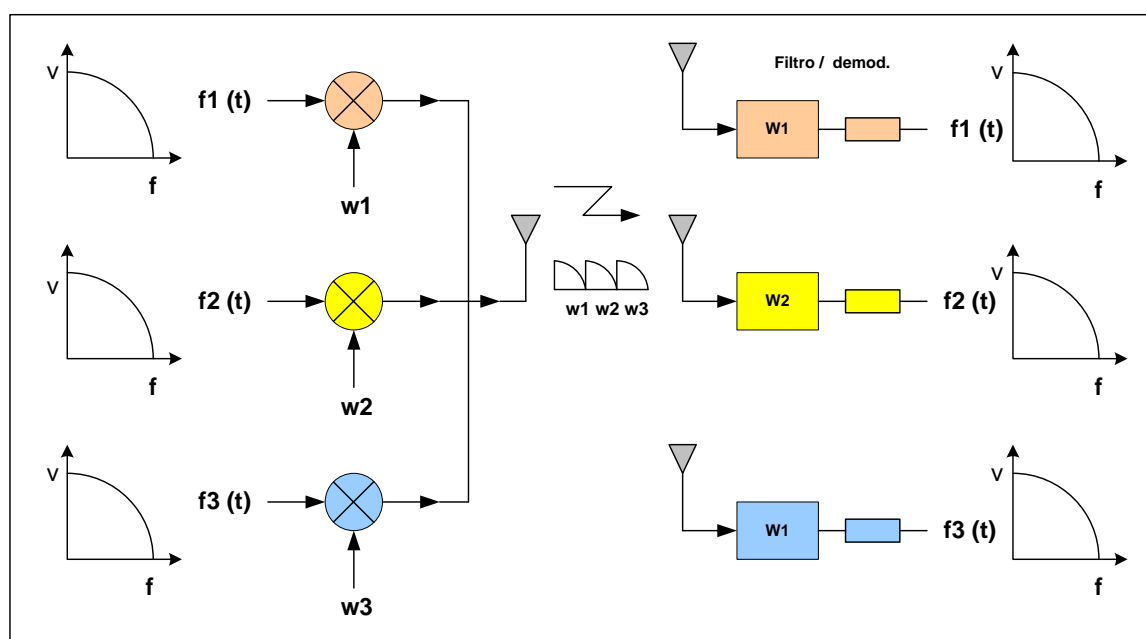 V
f1 (t)
f
w1
V
f2 (t)
f
w2
V
f3 (t)
f
w3
w1 w2 w3
Filtro / demod.
W1
f1 (t)
V
f
W2
f2 (t)
V
f
W1
f3 (t)
V
f